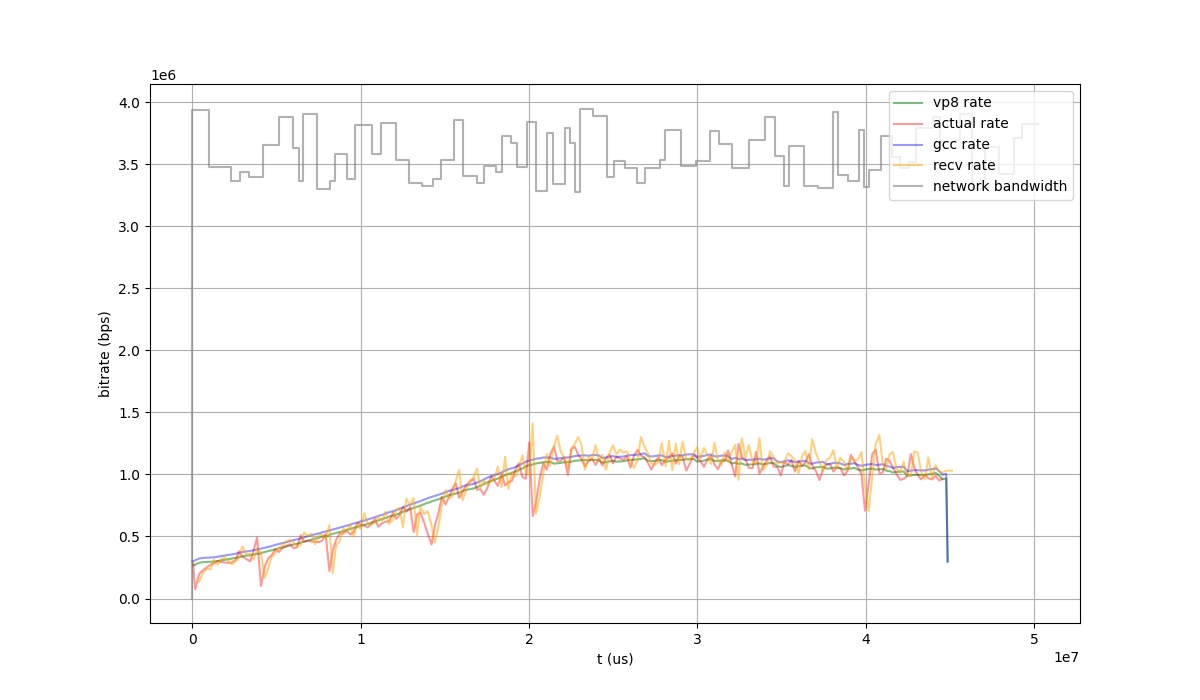 1e6
4.0
3.5
3.0
2.5
2.0
1.5
1.0
0.5
0.0
bitrate (bps)
vp8 rate
actual rate
gcc rate
recv rate
network bandwidth
0 1 2 3 4 5
t (us)
1e7